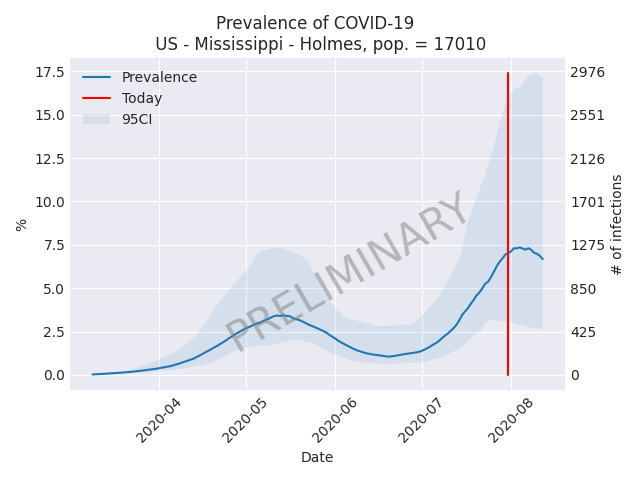 Prevalence of COVID-19
US - Mississippi - Holmes, pop. = 17010
Prevalence
Today
95CI
PRELIMINARY
%
17.5
15.0
12.5
10.0
7.5
5.0
2.5
0.0
2976
2551
2126
1701
1275
850
425
0
# of infections
2020-04
2020-05
2020-06
2020-07
2020-08
Date